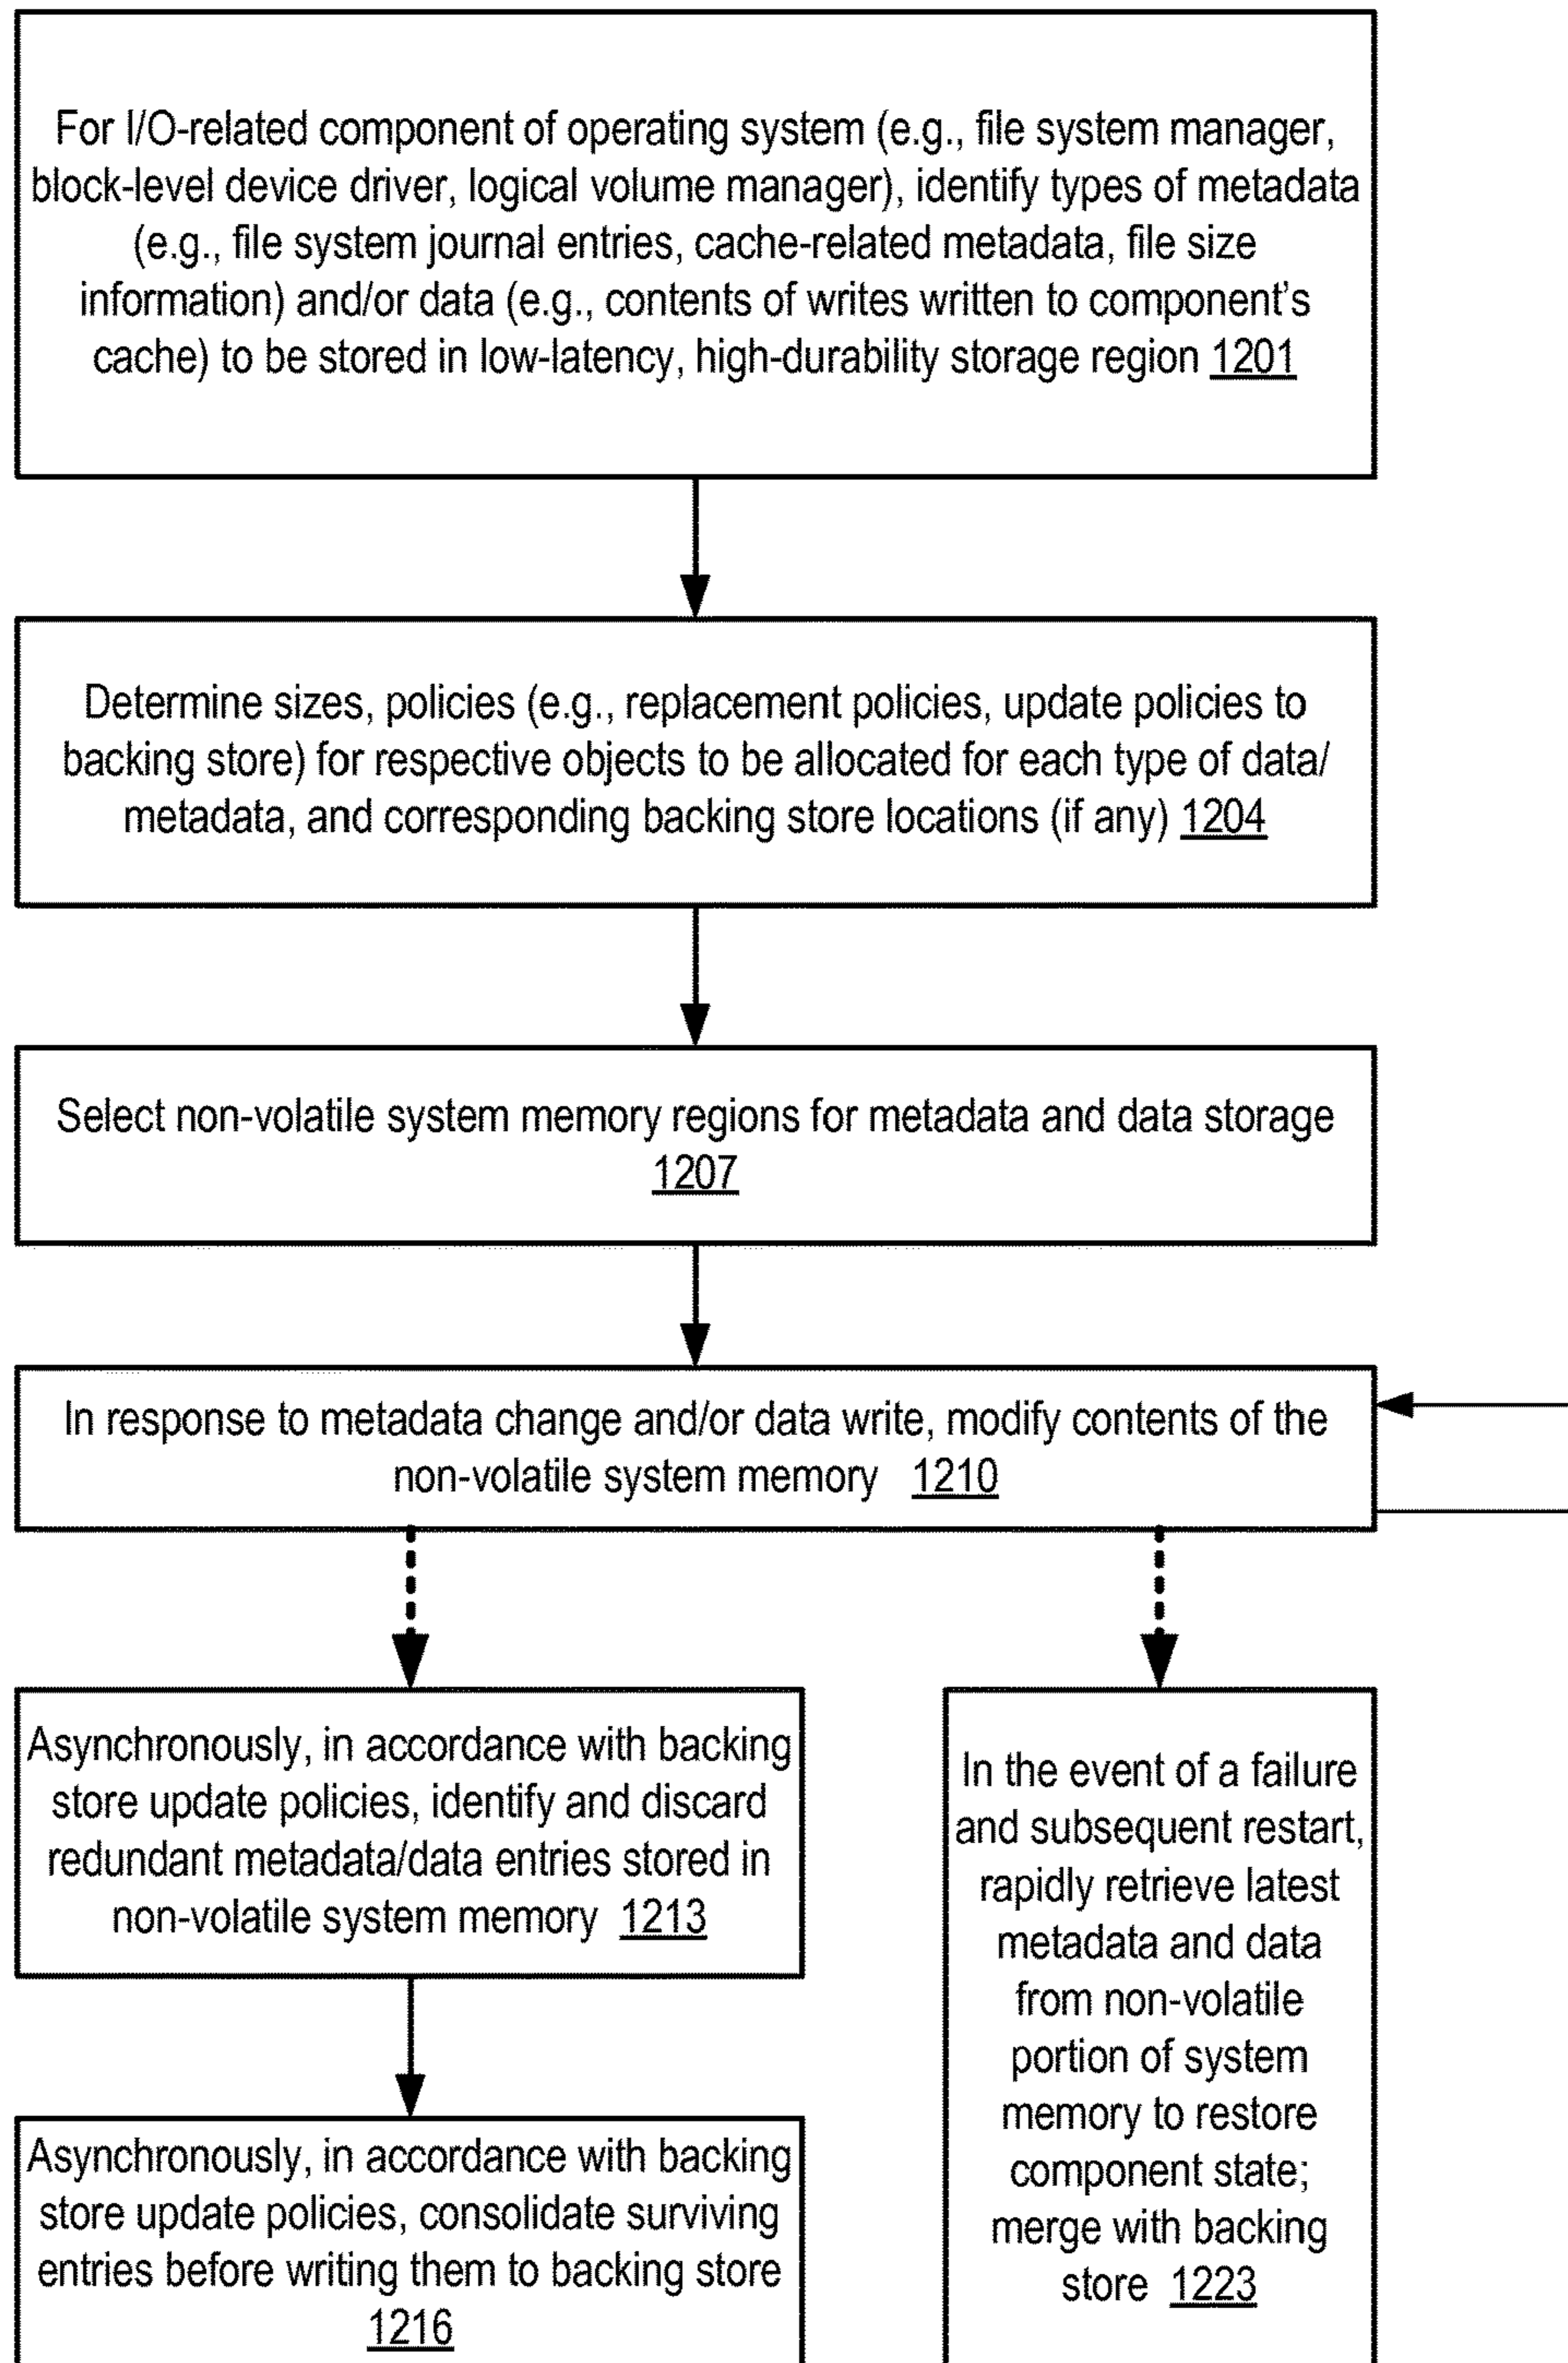 For I/O-related component of operating system (e.g., file system manager,
block-level device driver, logical volume manager), identify types of metadata
(e.g., file system journal entries, cache-related metadata, file size
information) and/or data (e.g., contents of writes written to component's
cache) to be stored in low-latency, high-durability storage region 1201
Determine sizes, policies (e.g., replacement policies, update policies to
backing store) for respective objects to be allocated for each type of data/
metadata, and corresponding backing store locations (if any) 1204
Select non-volatile system memory regions for metadata and data storage
1207
In response to metadata change and/or data write, modify contents of the
non-volatile system memory 1210
Asynchronously, in accordance with backing
store update policies, identify and discard
redundant metadata/data entries stored in
non-volatile system memory 1213
Asynchronously, in accordance with backing
store update policies, consolidate surviving
entries before writing them to backing store
1216
In the event of a failure
and subsequent restart,
rapidly retrieve latest
metadata and data
from non-volatile
portion of system
memory to restore
component state;
merge with backing
store 1223